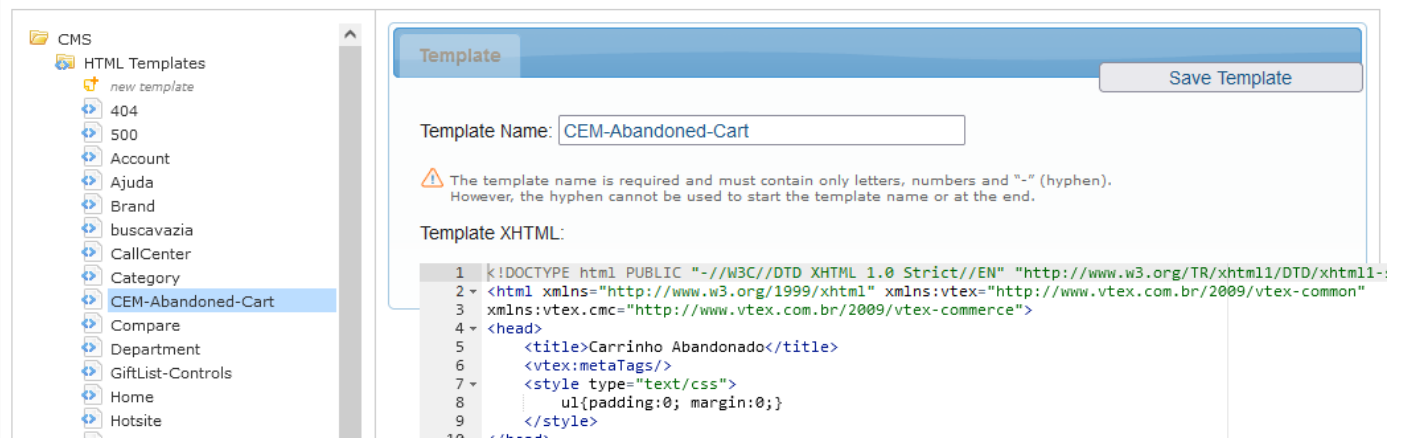 CMS
HTML Templates
new template
404
500
Account
Ajuda
Brand
buscavazia
CallCenter
Category
CEM-Abandoned-Cart
Compare
Department
GiftList-Controls
Home
Hotsite
Template
Save Template
Template Name: CEM-Abandoned-Cart
The template name is required and must contain only letters, numbers and “-” (hyphen).
However, the hyphen cannot be used to start the template name or at the end.
Template XHTML:
1 <!DOCTYPE html PUBLIC "-//W3C//DTD XHTML 1.0 Strict//EN" "http://www.w3.org/TR/xhtml1/DTD/xhtml1-
2 <html xmlns="http://www.w3.org/1999/xhtml" xmlns:vtex="http://www.vtex.com.br/2009/vtex-common"
3 xmlns:vtex.cmc="http://www.vtex.com.br/2009/vtex-commerce">
4 <head>
5 <title>Carrinho Abandonado</title>
6 <vtex:metaTags/>
7 <style type="text/css">
8 ul{padding:0; margin:0;}
9 </style>
10 </head>